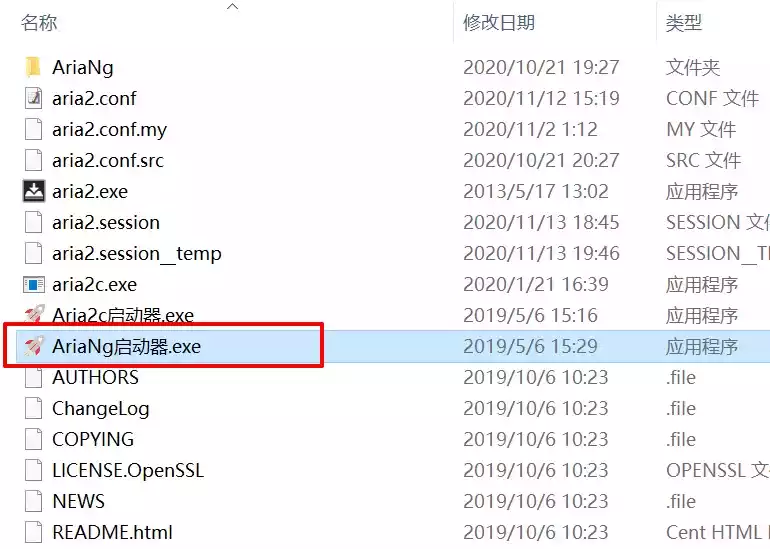 名称 修改日期 类型
AriaNg 2020/10/21 19:27 文件夹
aria2.conf 2020/11/12 15:19 CONF 文件
aria2.conf.my 2020/11/2 1:12 MY 文件
aria2.conf.src 2020/10/21 20:27 SRC 文件
aria2.exe 2013/5/17 13:02 应用程序
aria2.session 2020/11/13 18:45 SESSION 文
aria2.session__temp 2020/11/13 19:46 SESSION__
aria2c.exe 2020/1/21 16:39 应用程序
Aria2c启动器.exe 2019/5/6 15:16 应用程序
AriaNg启动器.exe 2019/5/6 15:29 应用程序
AUTHORS 2019/10/6 10:23 .file
ChangeLog 2019/10/6 10:23 .file
COPYING 2019/10/6 10:23 .file
LICENSE.OpenSSL 2019/10/6 10:23 OPENSSL 文
NEWS 2019/10/6 10:23 .file
README.html 2019/10/6 10:23 Cent HTML